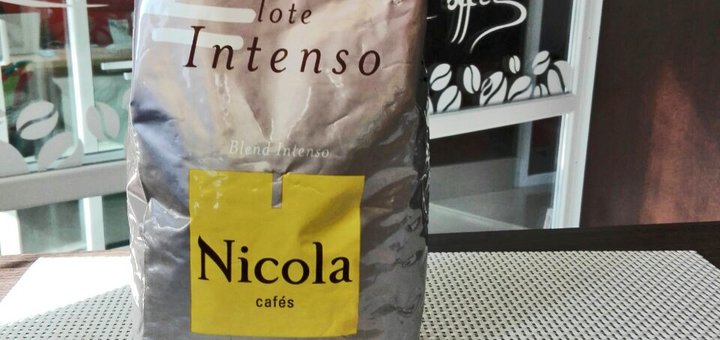 lote
Intenso
Blend Intenso
Nicola
cafés